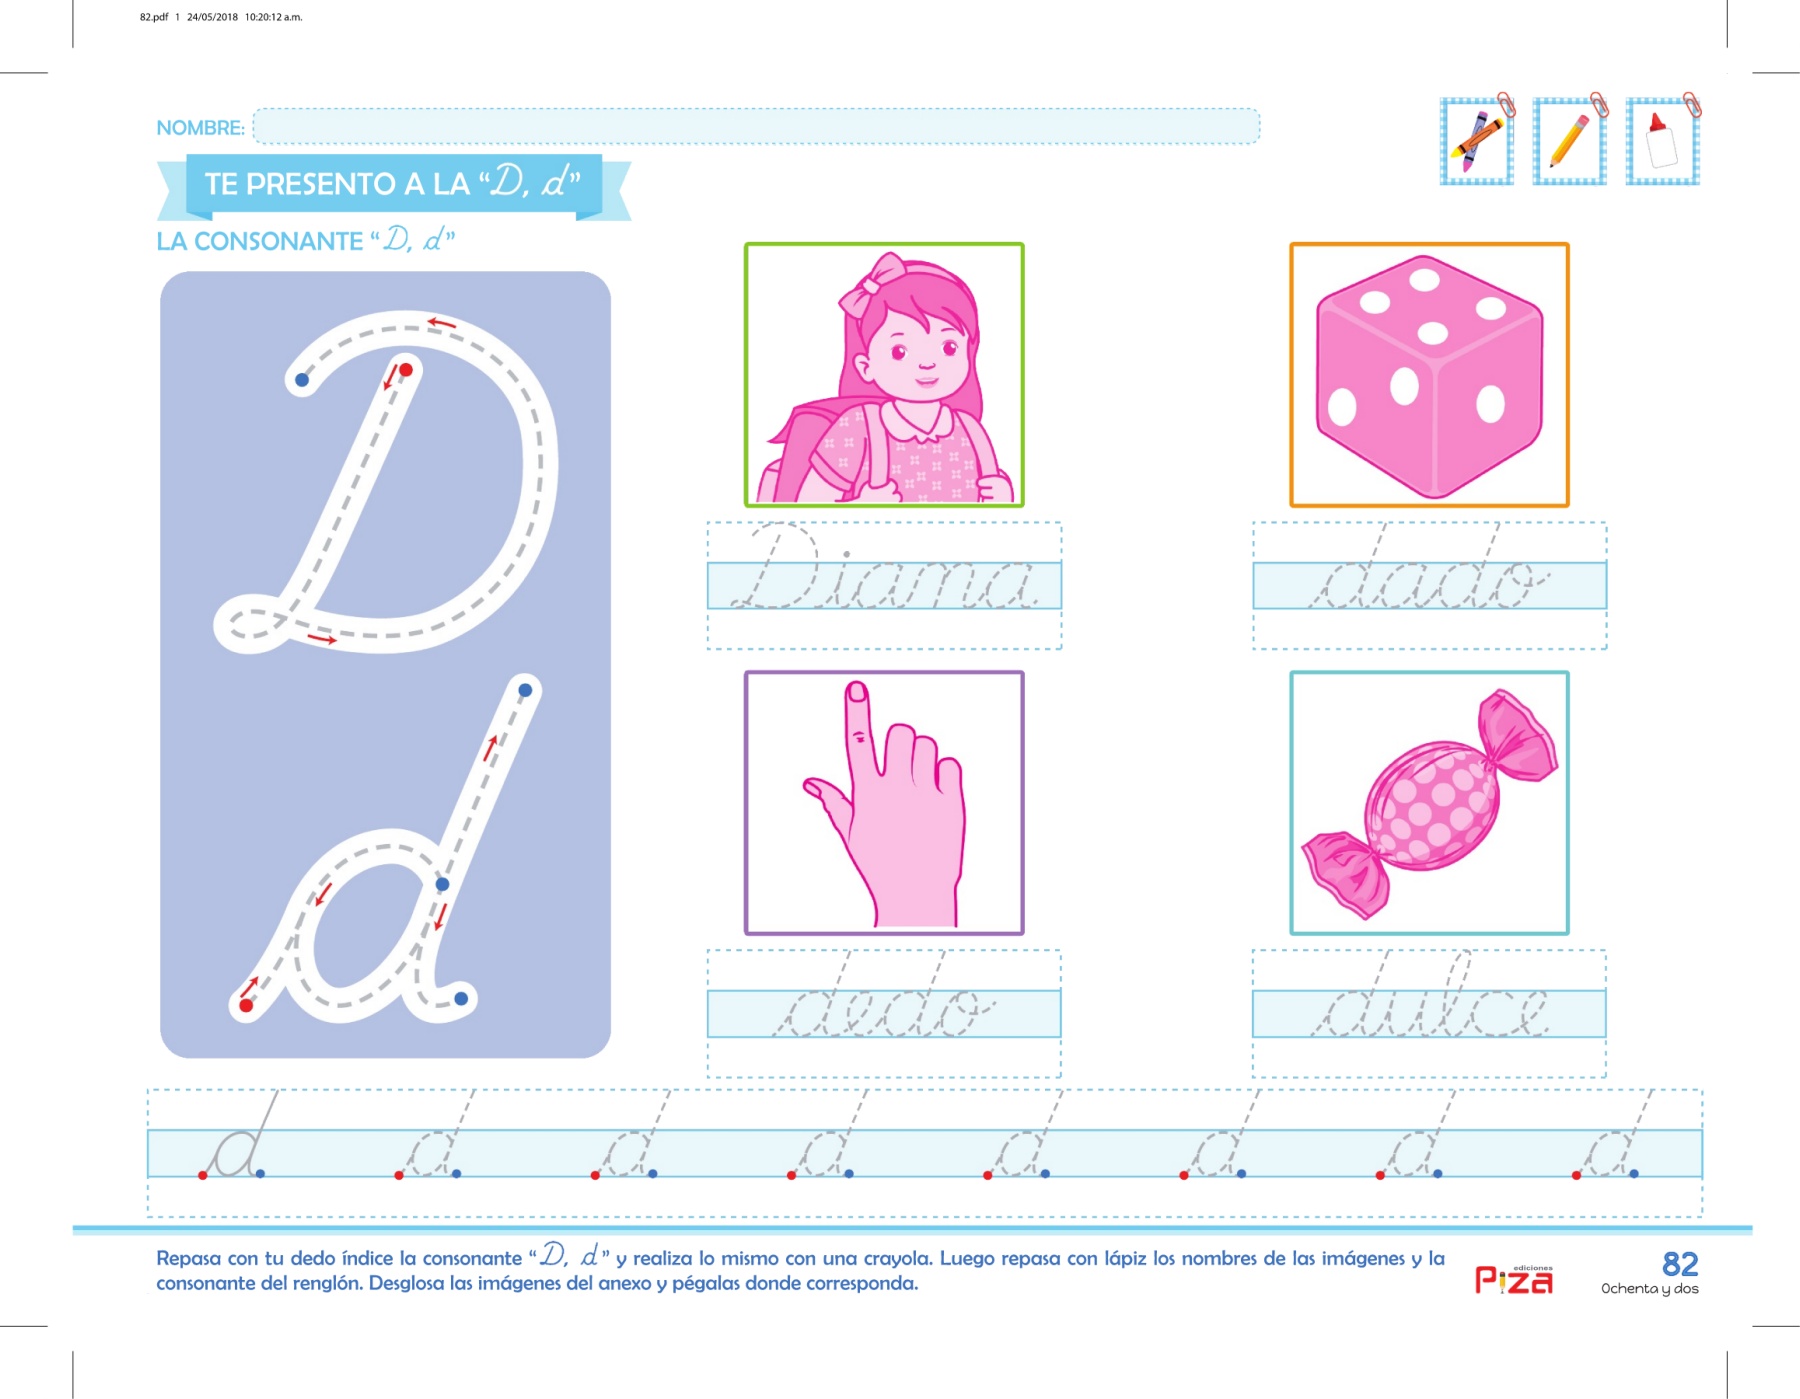 82.pdf 1 24/05/2018 10:20:12 a.m.
NOMBRE:
TE PRESENTO A LA “D, d”
LA CONSONANTE “D, d”
D
d
Diana
dado
dedo
dulce
d d d d d d d d
Repasa con tu dedo índice la consonante “D, d” y realiza lo mismo con una crayola. Luego repasa con lápiz los nombres de las imágenes y la
consonante del renglón. Desglosa las imágenes del anexo y pégalas donde corresponda.
ediciones
Piza
82
Ochenta y dos